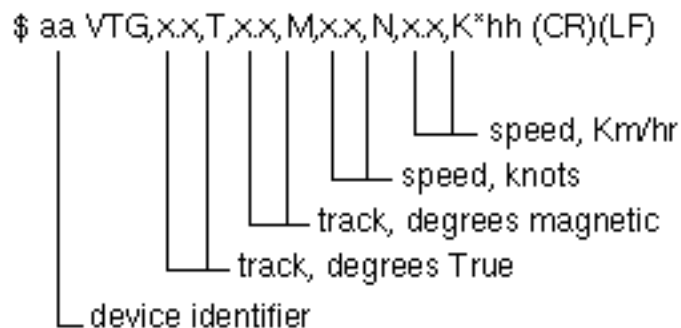 $ aa VTG,x.x,T,x.x,M,x.x,N,x.x,K*hh (CR)(LF)
speed, Km/hr
speed, knots
track, degrees magnetic
track, degrees True
device identifier